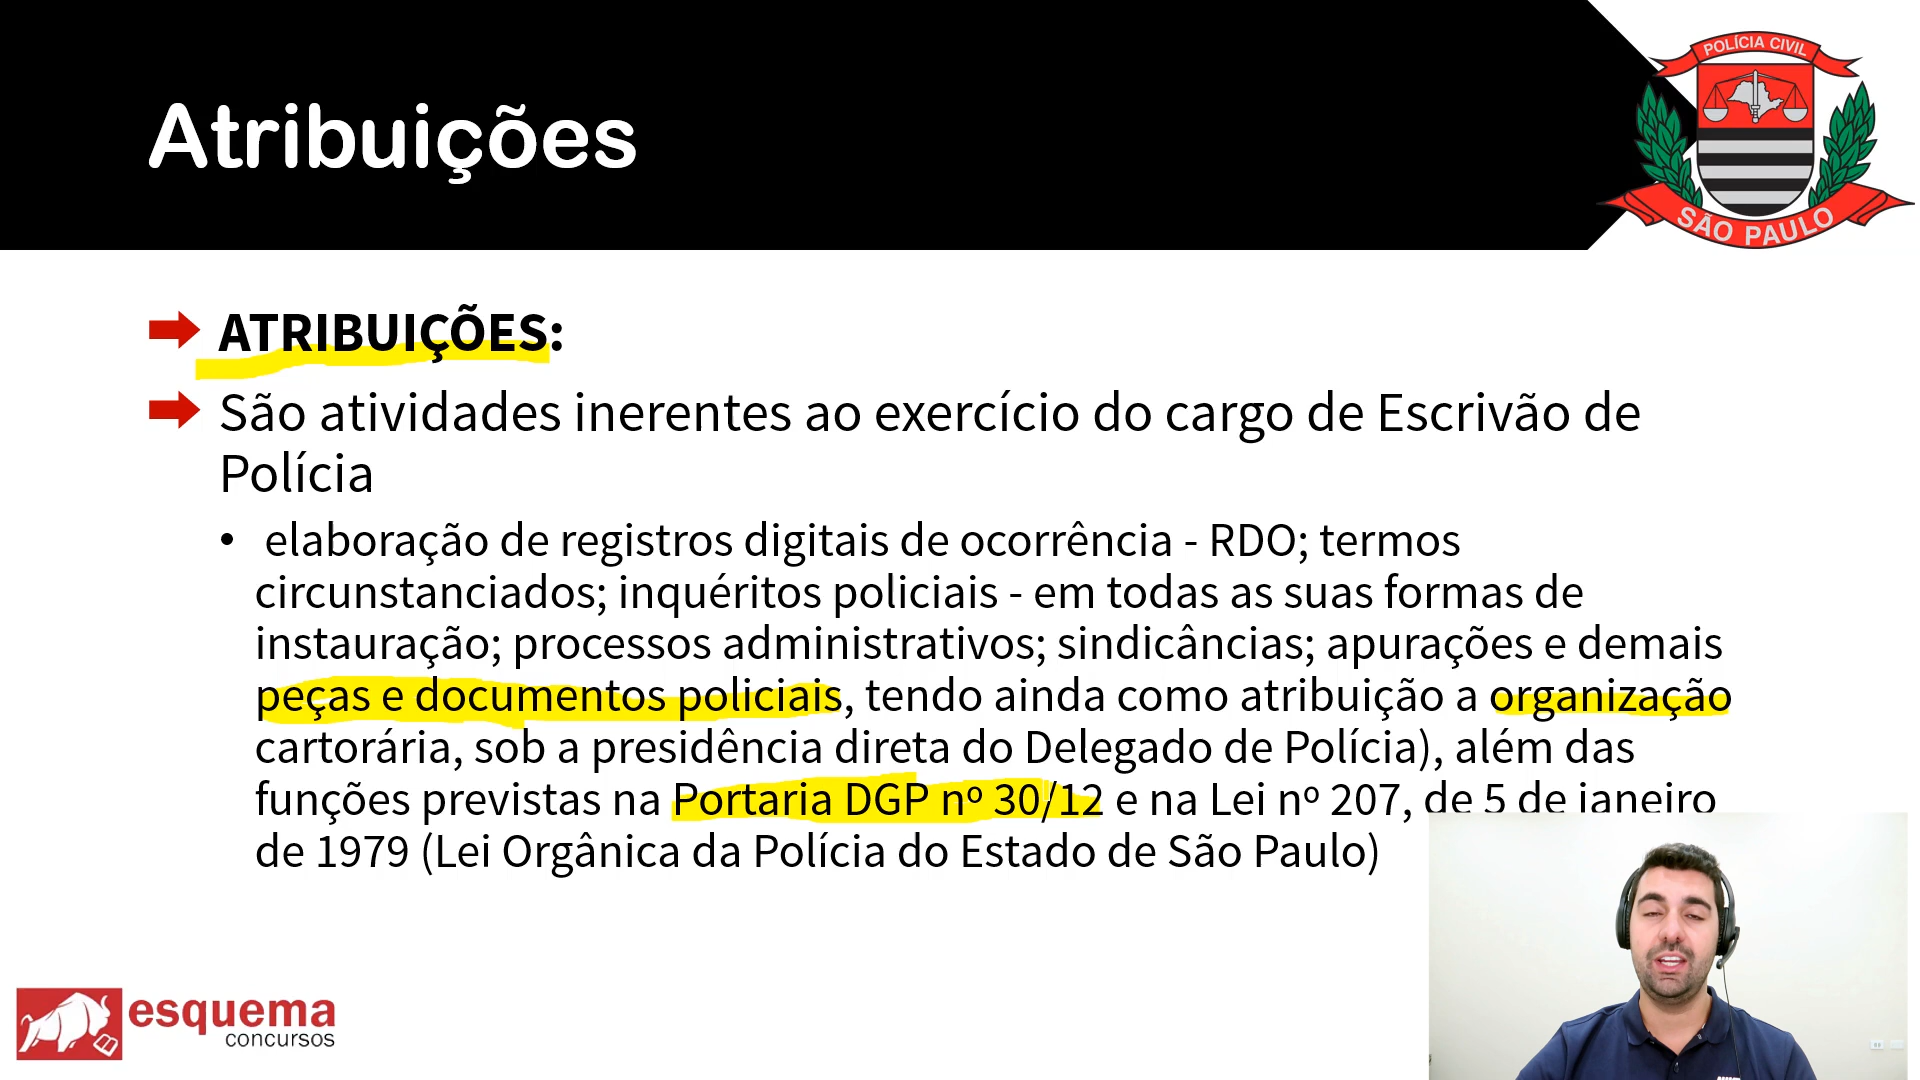 POLÍCIA CIVIL
SÃO PAULO
Atribuições
ATRIBUIÇÕES:
São atividades inerentes ao exercício do cargo de Escrivão de
Polícia
• elaboração de registros digitais de ocorrência - RDO; termos
circunstanciados; inquéritos policiais - em todas as suas formas de
instauração; processos administrativos; sindicâncias; apurações e demais
peças e documentos policiais, tendo ainda como atribuição a organização
cartorária, sob a presidência direta do Delegado de Polícia), além das
funções previstas na Portaria DGP nº 30/12 e na Lei nº 207, de 5 de janeiro
de 1979 (Lei Orgânica da Polícia do Estado de São Paulo)
esquema
concursos